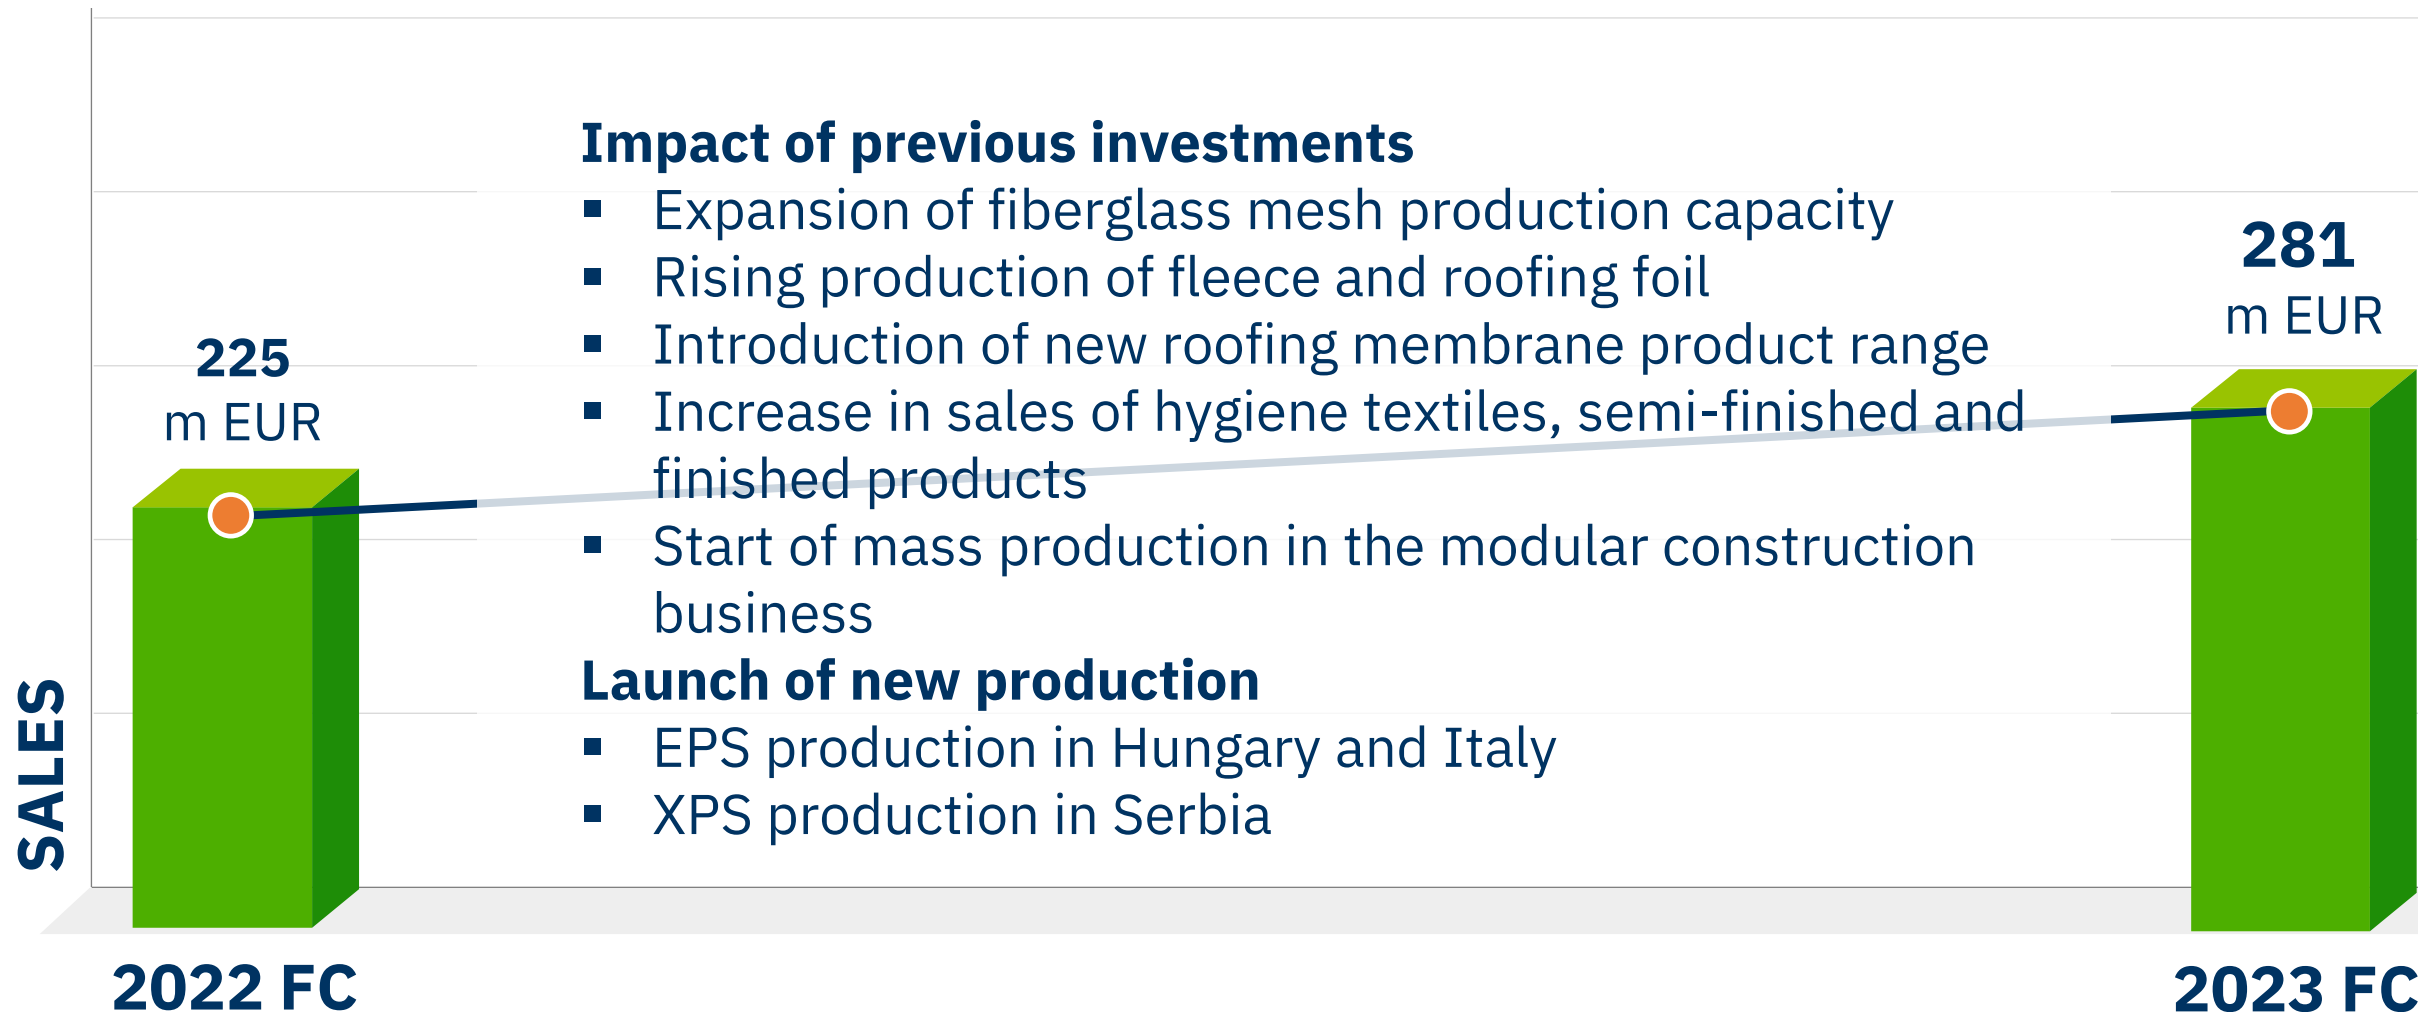 Impact of previous investments
▪ Expansion of fiberglass mesh production capacity
▪ Rising production of fleece and roofing foil
▪ Introduction of new roofing membrane product range
▪ Increase in sales of hygiene textiles, semi-finished and
finished products
▪ Start of mass production in the modular construction
business
Launch of new production
▪ EPS production in Hungary and Italy
▪ XPS production in Serbia
225
m EUR
281
m EUR
SALES
2022 FC
2023 FC